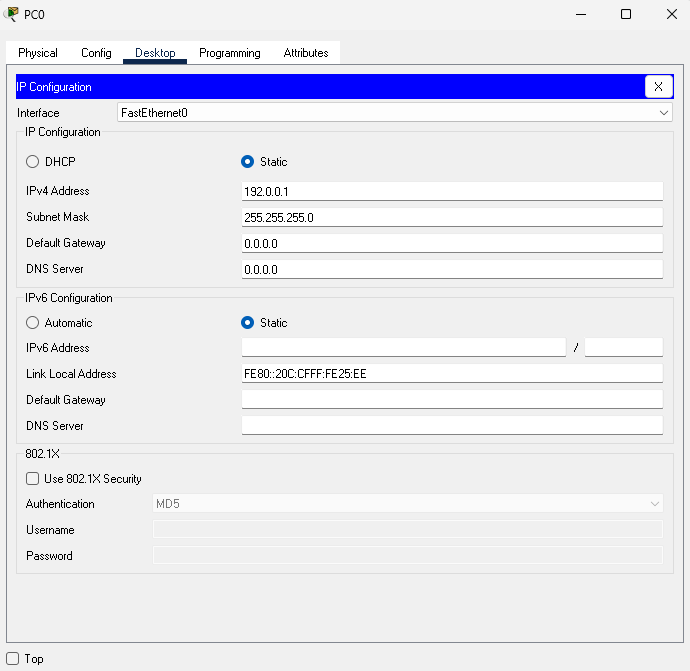 PC0
Physical Config Desktop Programming Attributes
IP Configuration X
Interface FastEthernet0
IP Configuration
DHCP Static
IPv4 Address 192.0.0.1
Subnet Mask 255.255.255.0
Default Gateway 0.0.0.0
DNS Server 0.0.0.0
IPv6 Configuration
Automatic Static
IPv6 Address /
Link Local Address FE80::20C:CFFF:FE25:EE
Default Gateway
DNS Server
802.1X
Use 802.1X Security
Authentication MD5
Username
Password
Top